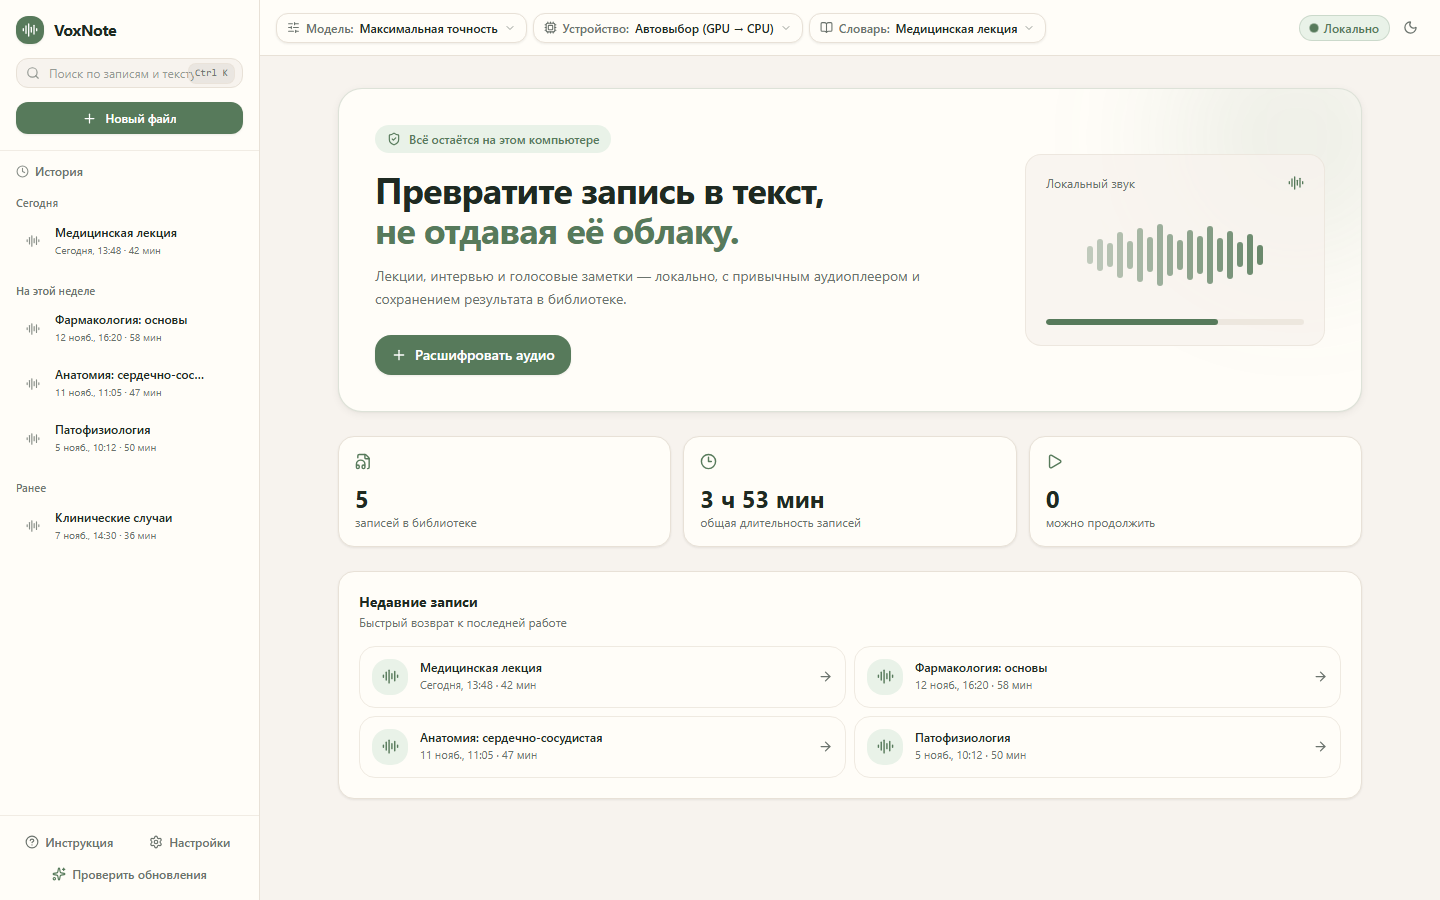 VoxNote
Поиск по записям и тексту
Ctrl K
Новый файл
История
Сегодня
Медицинская лекция
Сегодня, 13:48 · 42 мин
На этой неделе
Фармакология: основы
12 нояб., 16:20 · 58 мин
Анатомия: сердечно-сос...
11 нояб., 11:05 · 47 мин
Патофизиология
5 нояб., 10:12 · 50 мин
Ранее
Клинические случаи
7 нояб., 14:30 · 36 мин
Инструкция
Настройки
Проверить обновления
Модель: Максимальная точность
Устройство: Автовыбор (GPU → CPU)
Словарь: Медицинская лекция
Локально
Всё остаётся на этом компьютере
Превратите запись в текст,
не отдавая её облаку.
Лекции, интервью и голосовые заметки — локально, с привычным аудиоплеером и
сохранением результата в библиотеке.
Расшифровать аудио
Локальный звук
5
записей в библиотеке
3 ч 53 мин
общая длительность записей
0
можно продолжить
Недавние записи
Быстрый возврат к последней работе
Медицинская лекция
Сегодня, 13:48 · 42 мин
Фармакология: основы
12 нояб., 16:20 · 58 мин
Анатомия: сердечно-сосудистая
11 нояб., 11:05 · 47 мин
Патофизиология
5 нояб., 10:12 · 50 мин